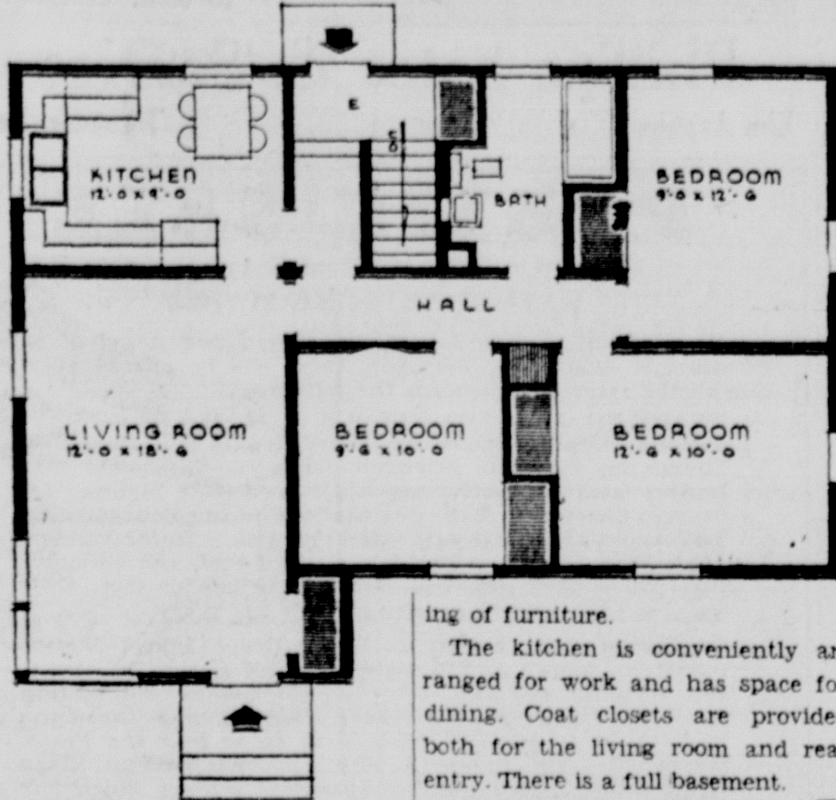 E
KITCHEN
12'-0 x 9'-0
BATH
BEDROOM
9'-0 x 12'-6
HALL
LIVING ROOM
12'-0 x 18'-6
BEDROOM
9'-6 x 10'-0
BEDROOM
12'-6 x 10'-0
ing of furniture.
The kitchen is conveniently ar
ranged for work and has space fo
dining. Coat closets are provide
both for the living room and rea
entry. There is a full basement.